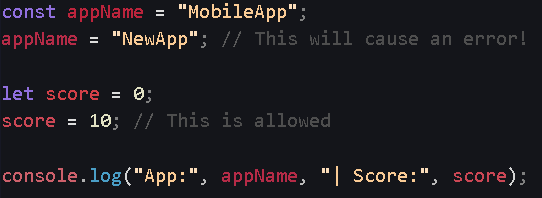 const appName = "MobileApp";
appName = "NewApp"; // This will cause an error!
let score = 0;
score = 10; // This is allowed
console.log("App:", appName, "| Score:", score);